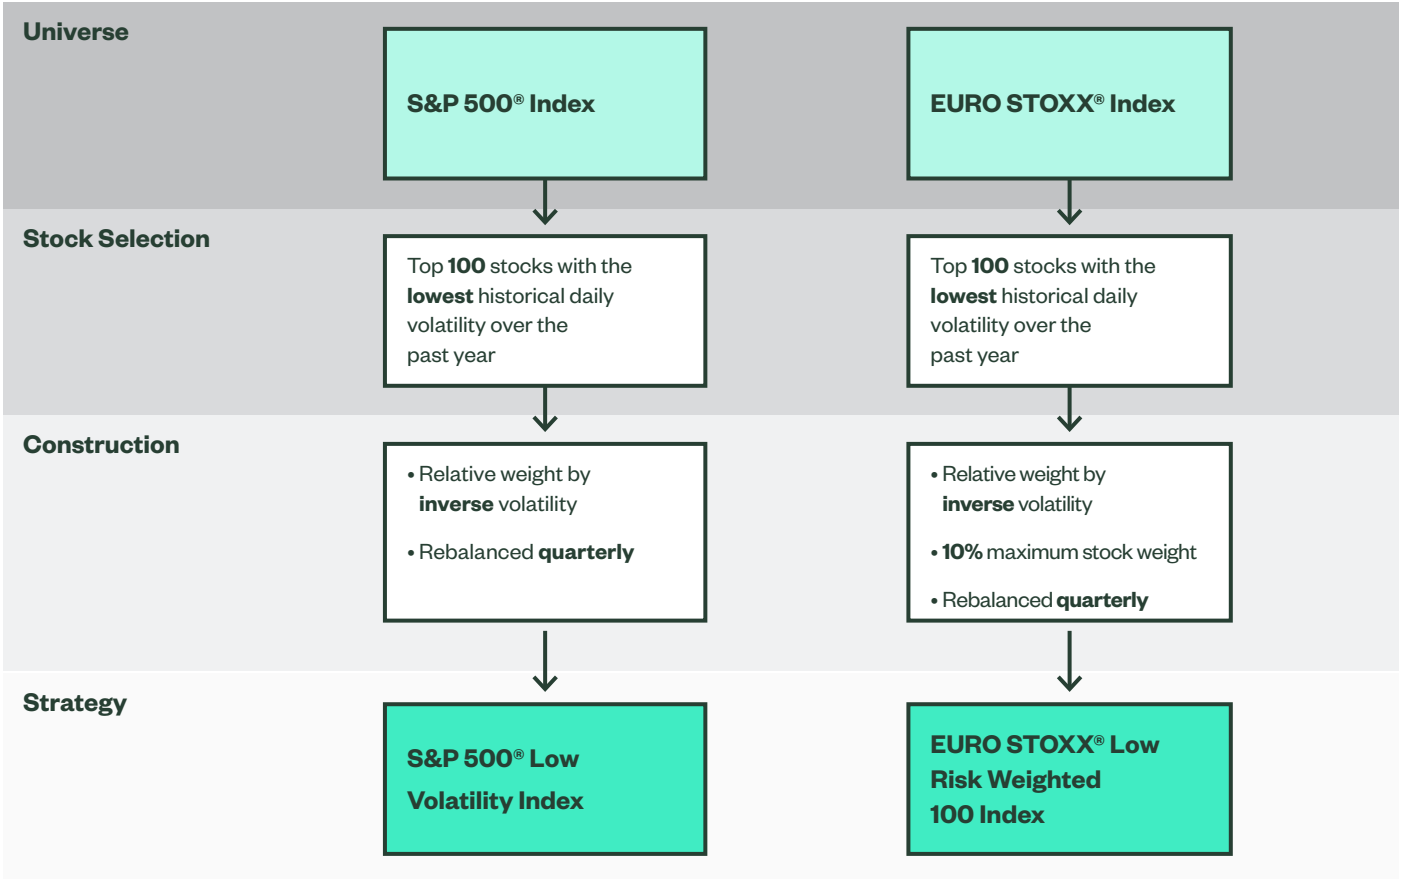 Universe
S&P 500® Index
EURO STOXX® Index
Stock Selection
Top 100 stocks with the
lowest historical daily
volatility over the
past year
Top 100 stocks with the
lowest historical daily
volatility over the
past year
Construction
• Relative weight by
inverse volatility
• Rebalanced quarterly
• Relative weight by
inverse volatility
• 10% maximum stock weight
• Rebalanced quarterly
Strategy
S&P 500® Low
Volatility Index
EURO STOXX® Low
Risk Weighted
100 Index